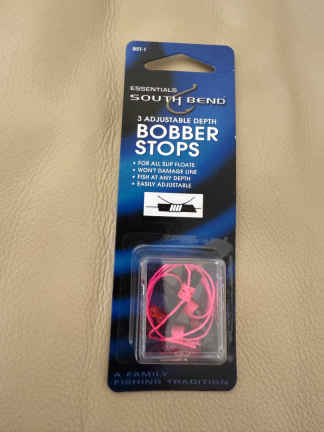 BST-1
ESSENTIALS
SOUTH BEND
3 ADJUSTABLE DEPTH
BOBBER
STOPS
• FOR ALL SLIP FLOATS
• WON'T DAMAGE LINE
• FISH AT ANY DEPTH
• EASILY ADJUSTABLE
A FAMILY
FISHING TRADITION